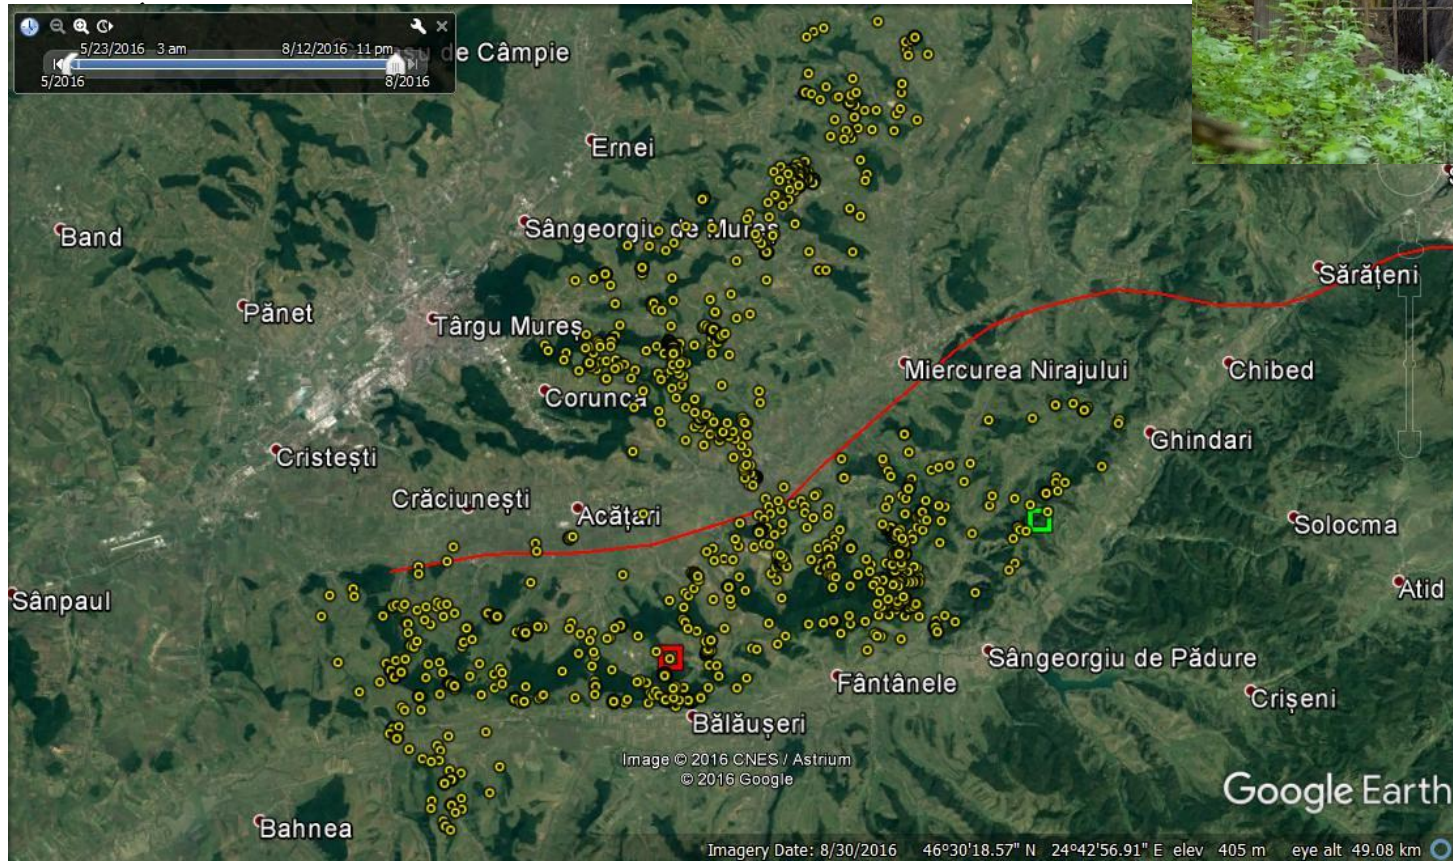 5/23/2016 3 am 8/12/2016 11 pm
5/2016 8/2016
de Câmpie
Ernei
Band
Sângeorgiu de Mureș
Sărățeni
Pănet
Târgu Mureș
Miercurea Nirajului
Chibed
Corunca
Ghindari
Cristești
Crăciunești
Acățari
Solocma
Sânpaul
Atid
Sângeorgiu de Pădure
Fântânele
Crișeni
Bălăușeri
Image © 2016 CNES / Astrium
© 2016 Google
Google Earth
Bahnea
Imagery Date: 8/30/2016 46°30'18.57" N 24°42'56.91" E elev 405 m eye alt 49.08 km